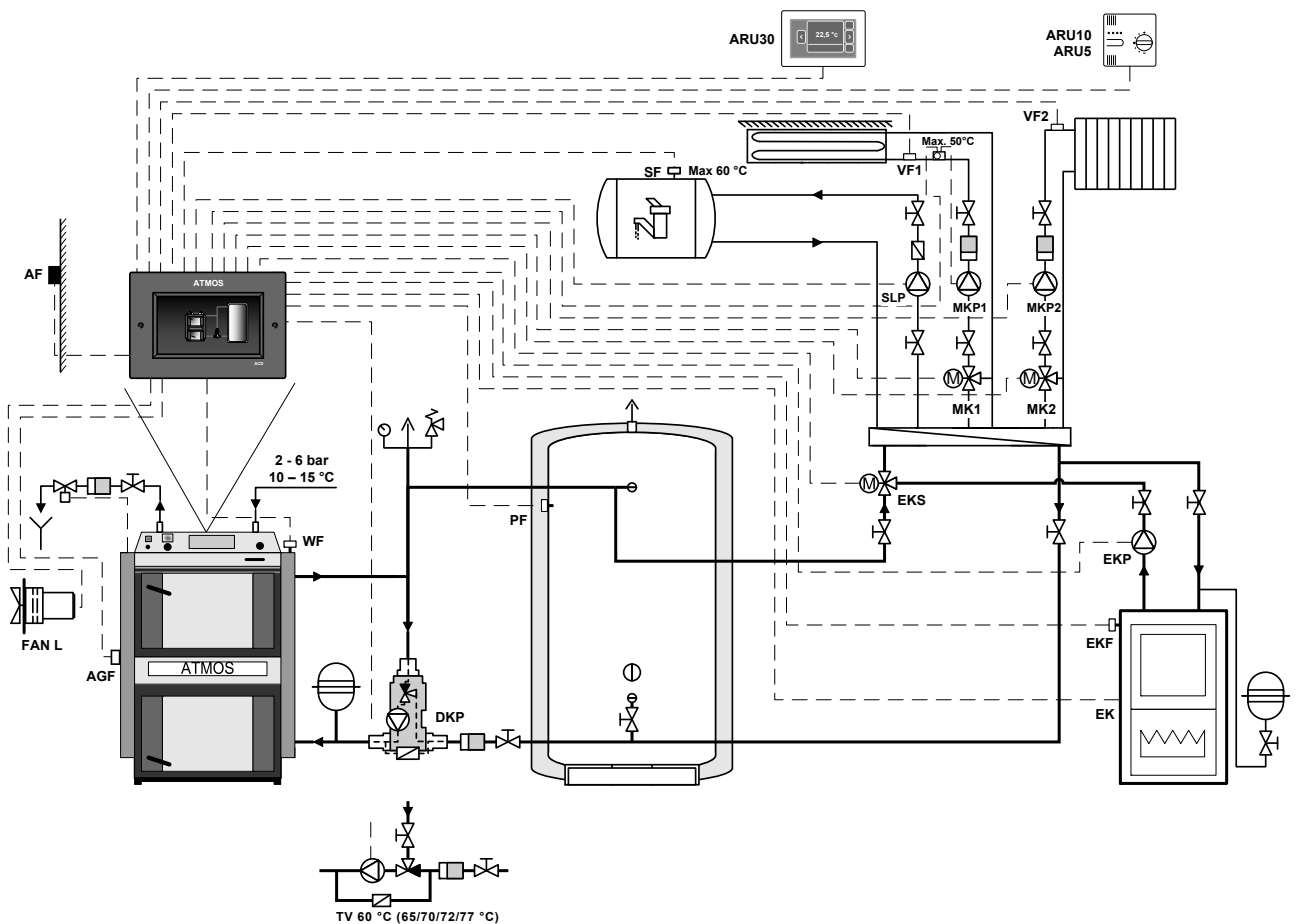 ARU30
22,5 °c
ARU10
ARU5
VF2
Max. 50°C
VF1
SF
Max 60 °C
AF
ATMOS
ACD
SLP
MKP1
MKP2
M
M
MK1
MK2
2 - 6 bar
10 – 15 °C
PF
M
EKS
WF
EKP
FAN L
AGF
ATMOS
EKF
DKP
EK
TV 60 °C (65/70/72/77 °C)